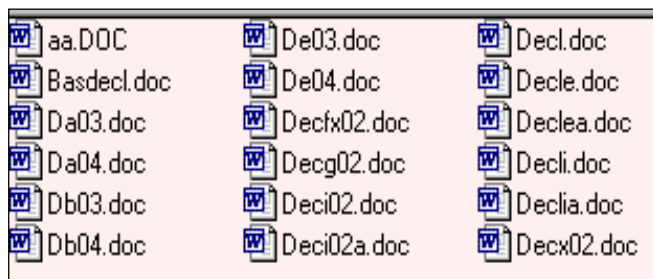 aa.DOC De03.doc Decl.doc
Basdecl.doc De04.doc Decle.doc
Da03.doc Decfx02.doc Declea.doc
Da04.doc Decg02.doc Decli.doc
Db03.doc Deci02.doc Declia.doc
Db04.doc Deci02a.doc Decx02.doc